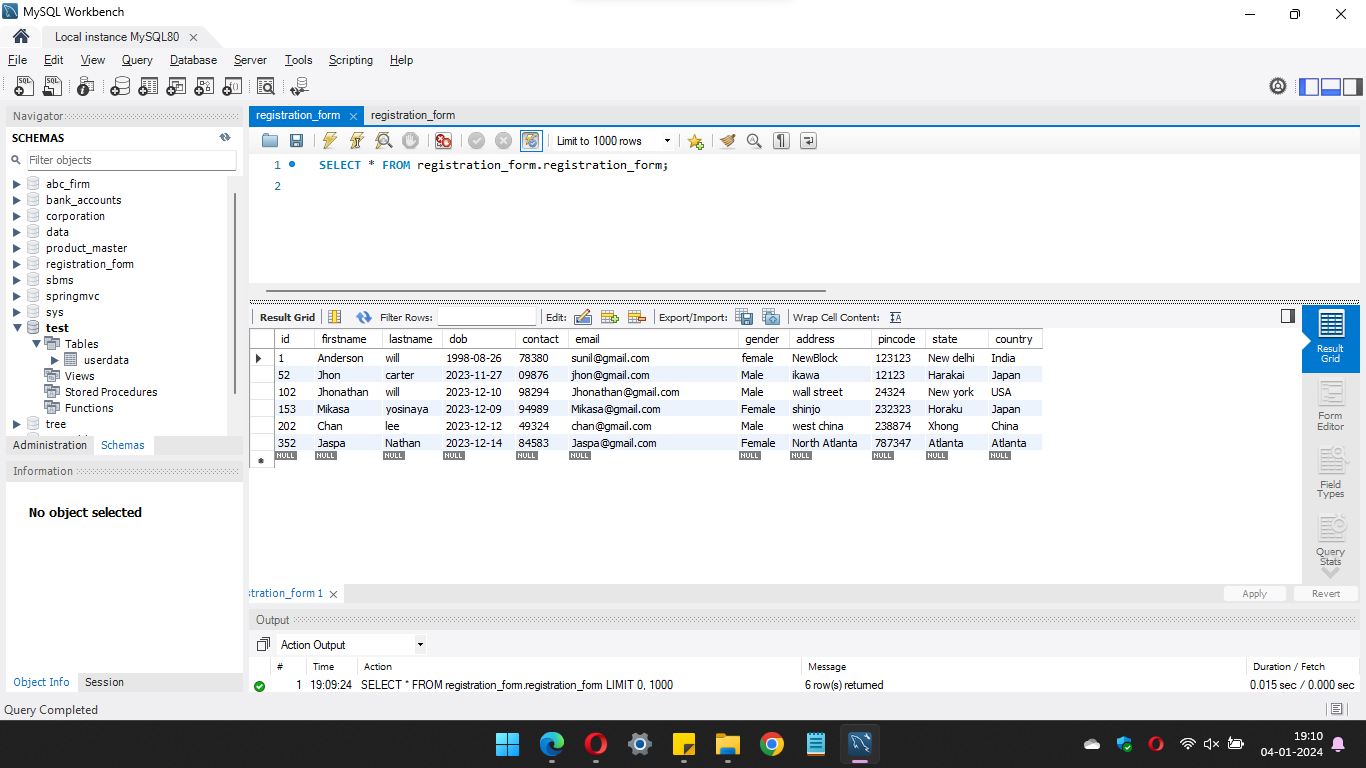 MySQL Workbench
Local instance MySQL80
File Edit View Query Database Server Tools Scripting Help
Navigator
SCHEMAS
Filter objects
abc_firm
bank_accounts
corporation
data
product_master
registration_fom
sbms
springmvc
sys
test
Tables
userdata
Views
Stored Procedures
Functions
tree
Administration Schemas
Information
No object selected
Object Info Session
registration_form registration_form
Limit to 1000 rows
1 SELECT * FROM registration_form.registration_form;
2
Result Grid Filter Rows: Edit: Export/Import: Wrap Cell Content:
id firstname lastname dob contact email gender address pincode state country
1 Anderson will 1998-08-26 78380 sunil@gmail.com female NewBlock 123123 New delhi India
52 Jhon carter 2023-11-27 09876 jhon@gmail.com Male ikawa 12123 Harakai Japan
102 Jhonathan will 2023-12-10 98294 Jhonathan@gmail.com Male wall street 24324 New york USA
153 Mikasa yosinaya 2023-12-09 94989 Mikasa@gmail.com Female shinjo 232323 Horaku Japan
202 Chan lee 2023-12-12 49324 chan@gmail.com Male west china 238874 Xhong China
352 Jaspa Nathan 2023-12-14 84583 Jaspa@gmail.com Female North Atlanta 787347 Atlanta Atlanta
NULL NULL NULL NULL NULL NULL NULL NULL NULL NULL NULL
Result
Grid
Form
Editor
Field
Types
Query
Stats
stration_form 1 Apply Revert
Output
Action Output
# Time Action Message Duration / Fetch
1 19:09:24 SELECT * FROM registration_form.registration_form LIMIT 0, 1000 6 row(s) returned 0.015 sec / 0.000 sec
Query Completed
19:10
04-01-2024